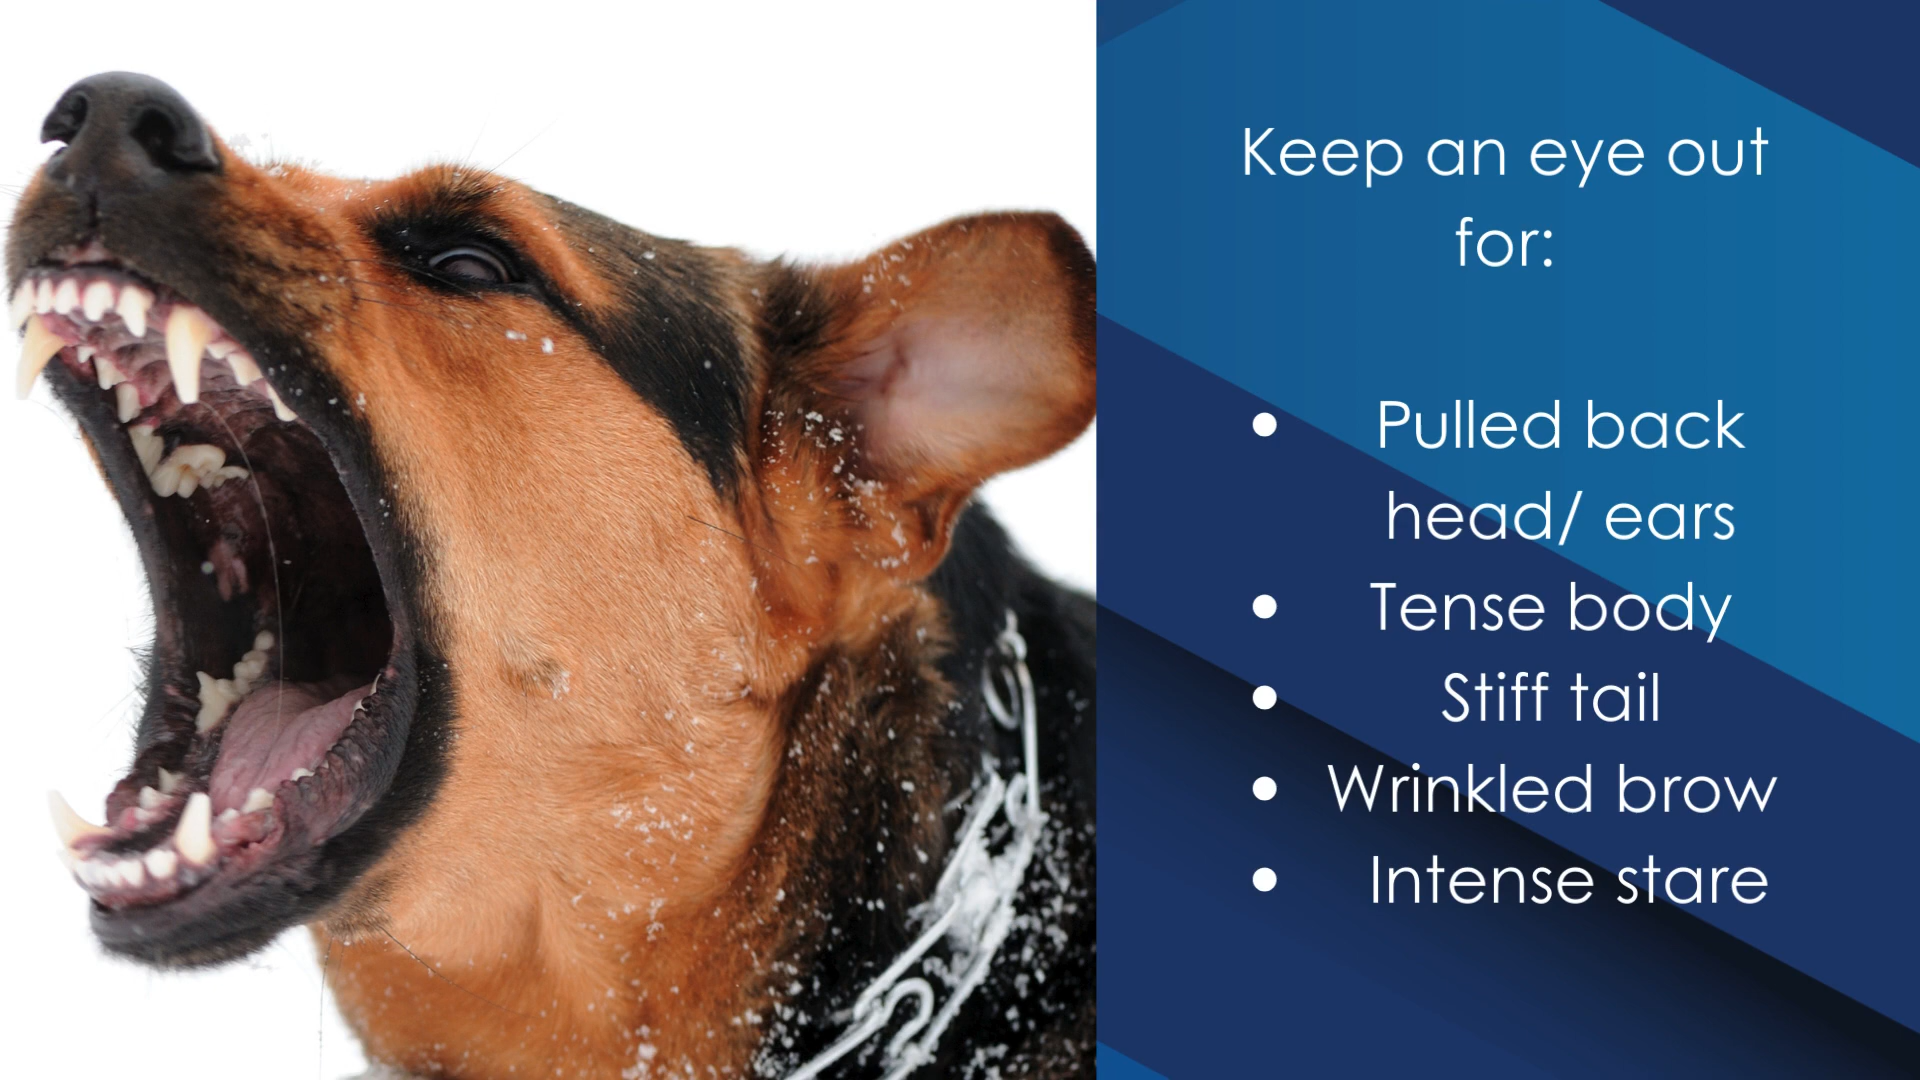 Keep an eye out
for:
• Pulled back
head/ ears
• Tense body
• Stiff tail
• Wrinkled brow
• Intense stare